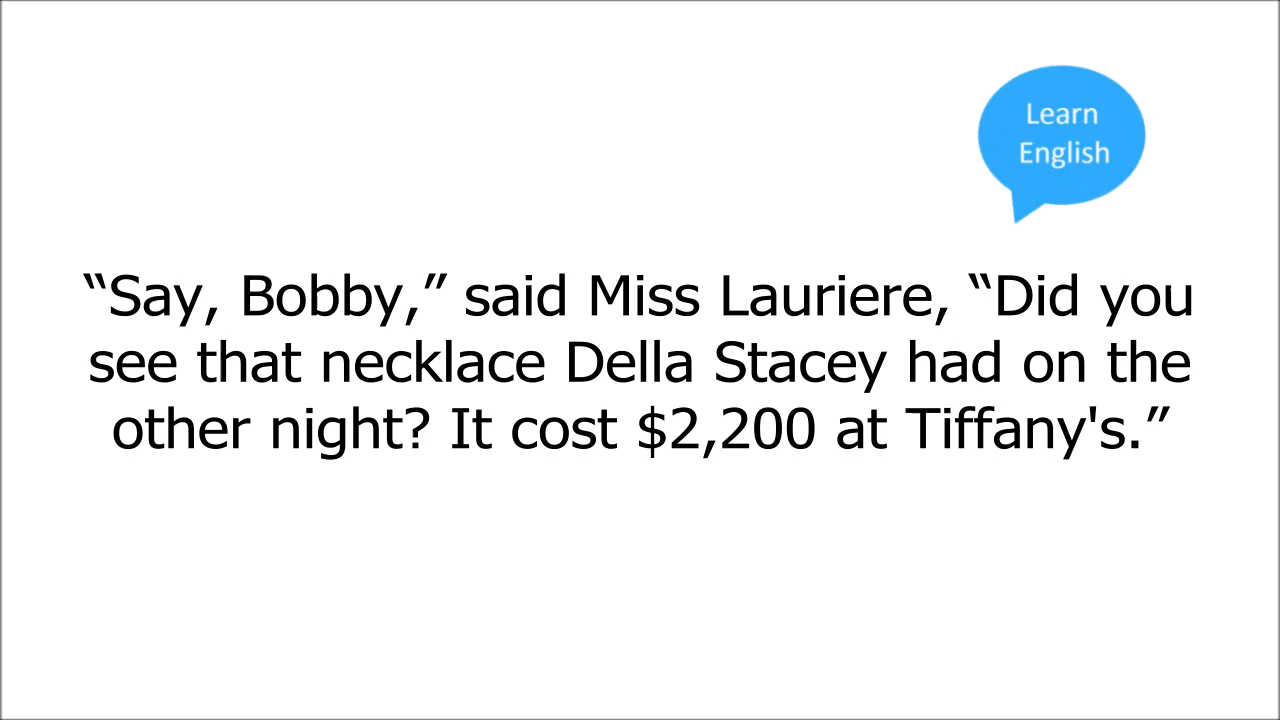 Learn
English
“Say, Bobby,” said Miss Lauriere, “Did you
see that necklace Della Stacey had on the
other night? It cost $2,200 at Tiffany's.”